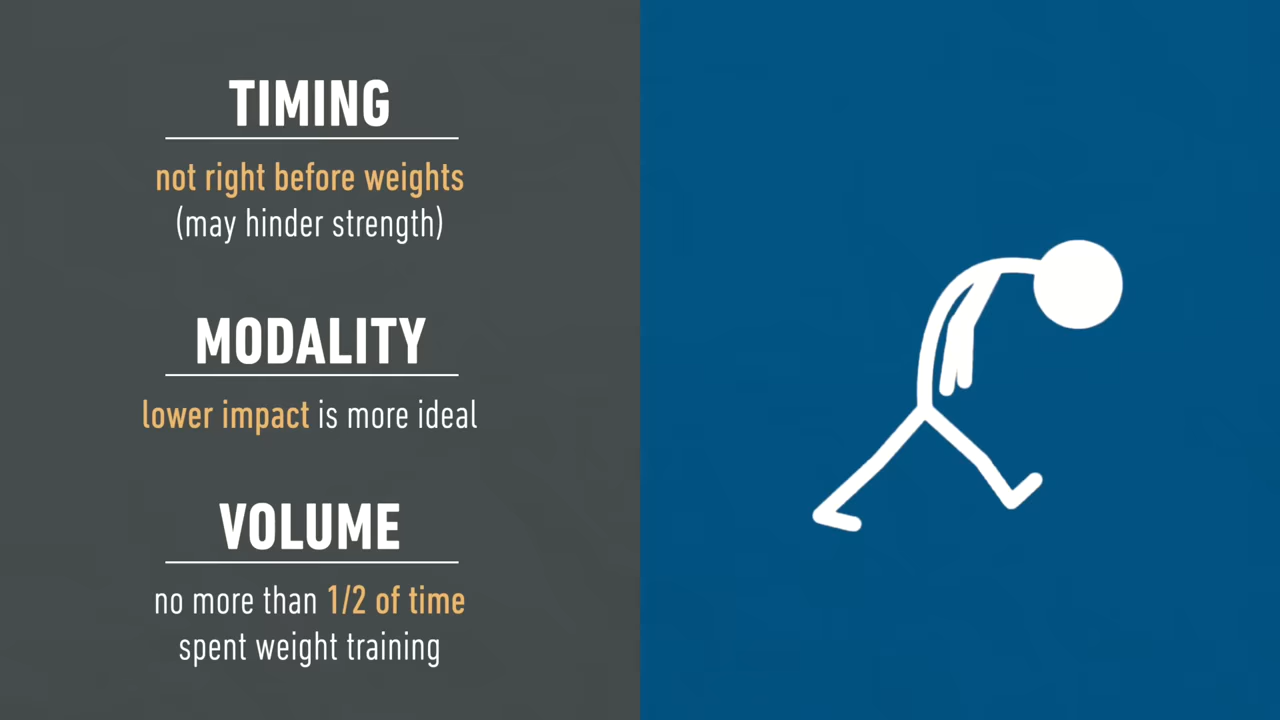 TIMING
not right before weights
(may hinder strength)
MODALITY
lower impact is more ideal
VOLUME
no more than 1/2 of time
spent weight training